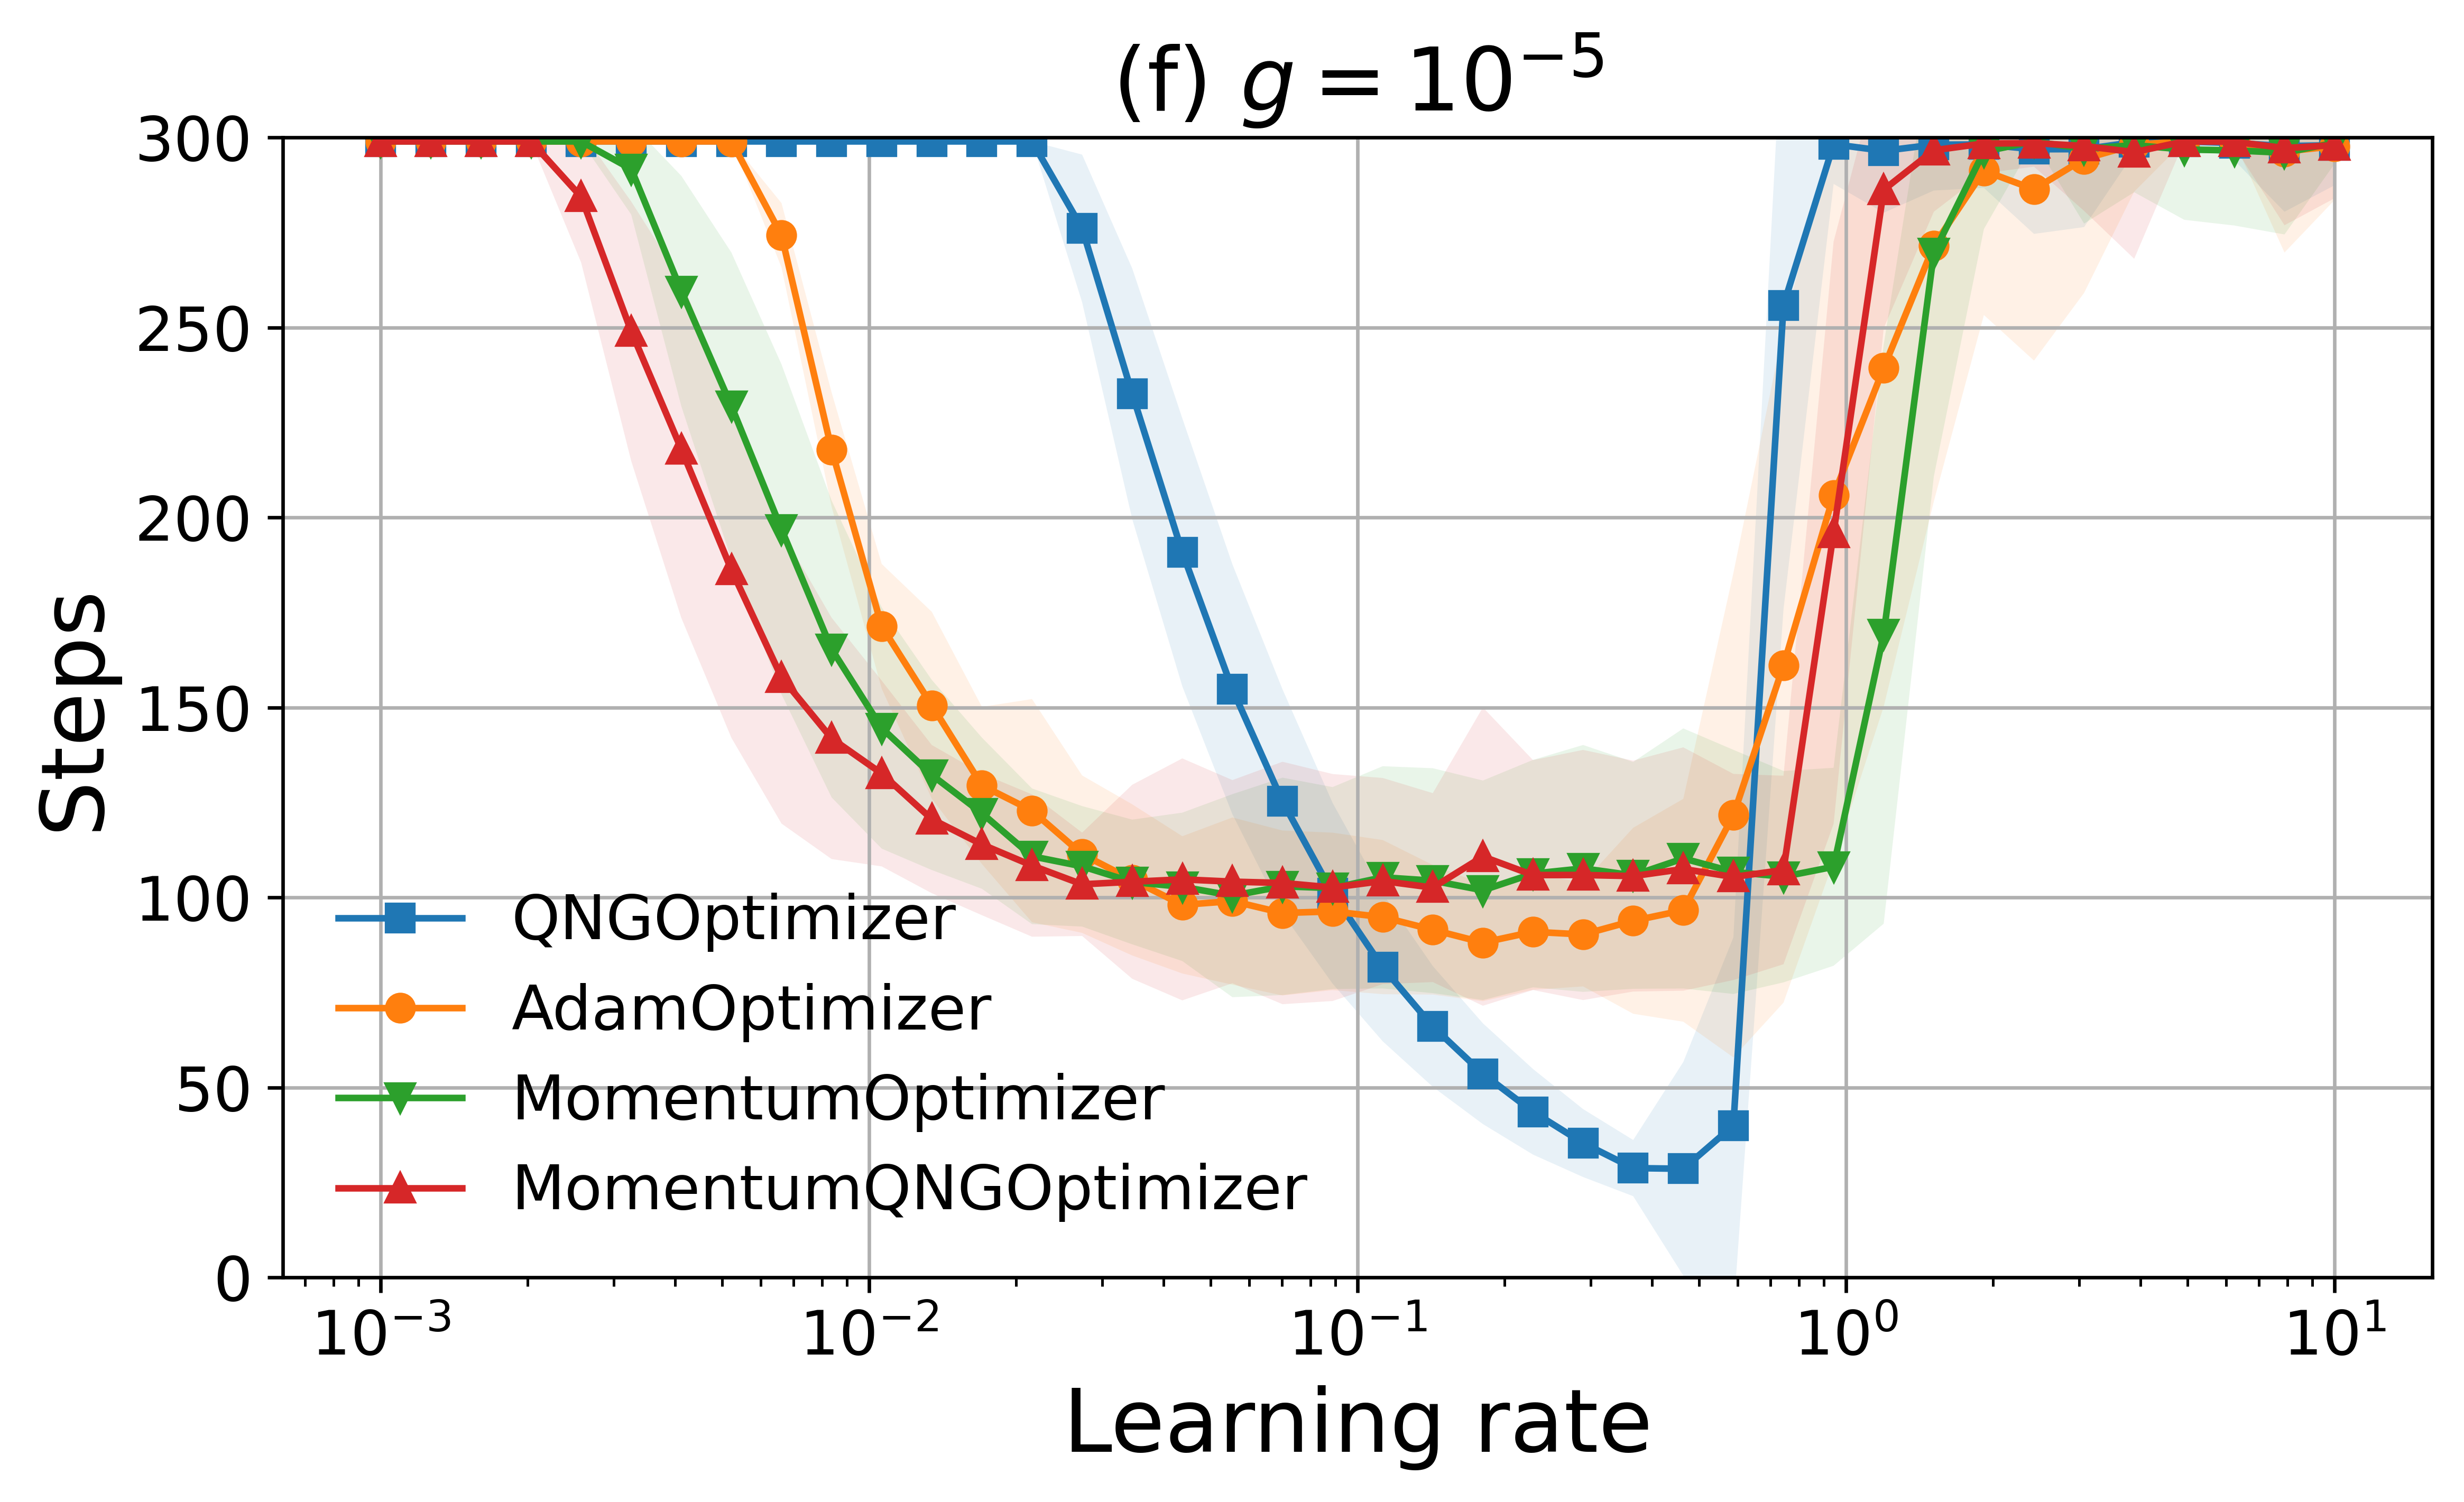 (f) g = 10⁻⁵
300
250
200
150
100
50
0
Steps
QNGOptimizer
AdamOptimizer
MomentumOptimizer
MomentumQNGOptimizer
10⁻³ 10⁻² 10⁻¹ 10⁰ 10¹
Learning rate